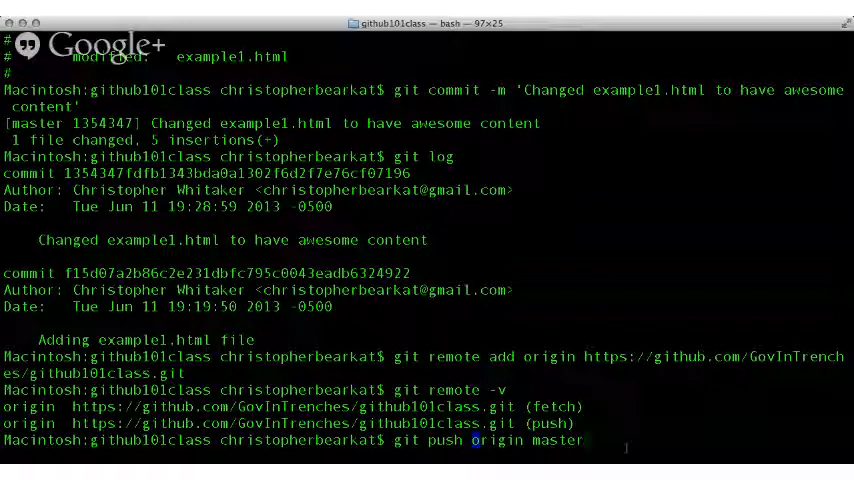 github101class — bash — 97×25
#
Google+
#       modified:   example1.html
#
Macintosh:github101class christopherbearkat$ git commit -m 'Changed example1.html to have awesome
 content'
[master 1354347] Changed example1.html to have awesome content
 1 file changed, 5 insertions(+)
Macintosh:github101class christopherbearkat$ git log
commit 1354347fdfb1343bda0a1302f6d2f7e76cf07196
Author: Christopher Whitaker <christopherbearkat@gmail.com>
Date:   Tue Jun 11 19:28:59 2013 -0500
    Changed example1.html to have awesome content
commit f15d07a2b86c2e231dbfc795c0043eadb6324922
Author: Christopher Whitaker <christopherbearkat@gmail.com>
Date:   Tue Jun 11 19:19:50 2013 -0500
    Adding example1.html file
Macintosh:github101class christopherbearkat$ git remote add origin https://github.com/GovInTrench
es/github101class.git
Macintosh:github101class christopherbearkat$ git remote -v
origin  https://github.com/GovInTrenches/github101class.git (fetch)
origin  https://github.com/GovInTrenches/github101class.git (push)
Macintosh:github101class christopherbearkat$ git push origin master